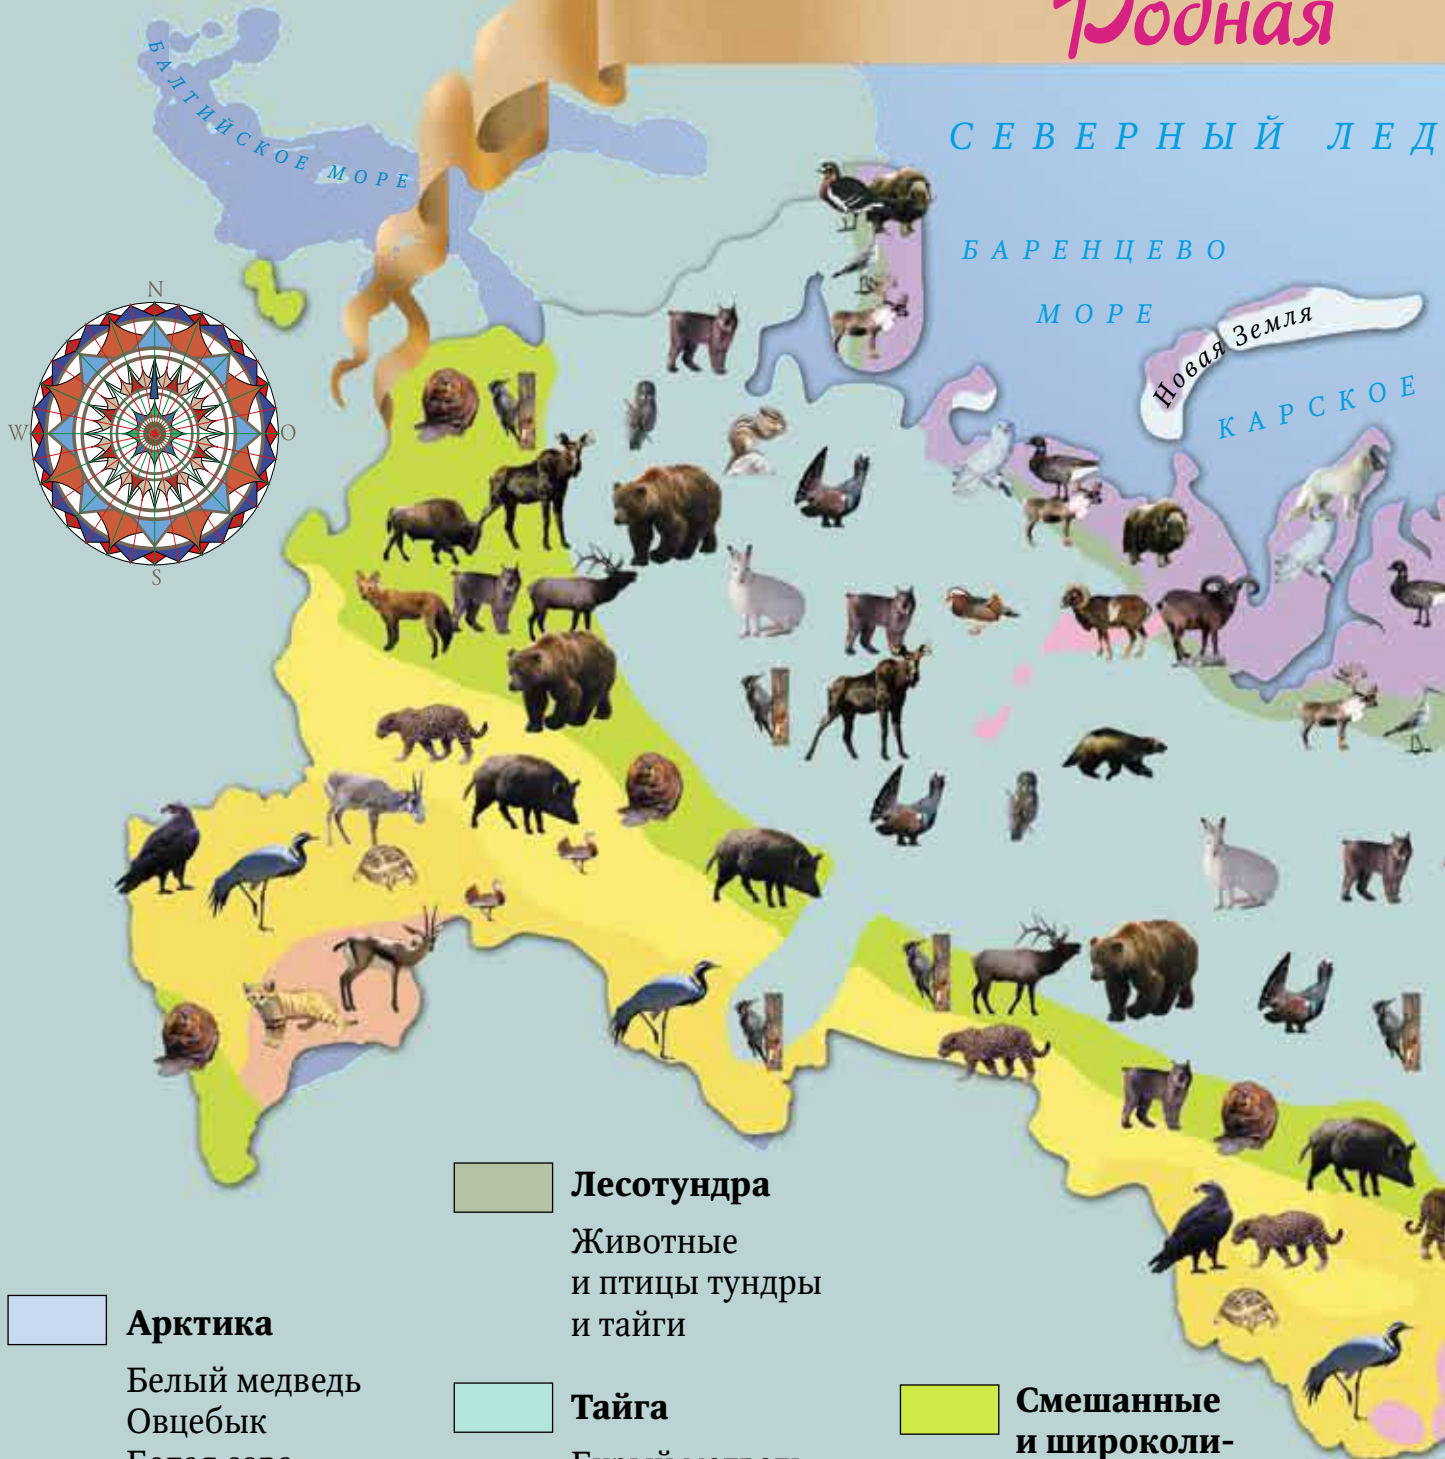 Родная
БАЛТИЙСКОЕ МОРЕ
СЕВЕРНЫЙ ЛЕД
БАРЕНЦЕВО
МОРЕ
Новая Земля
КАРСКОЕ
N
W
O
S
Лесотундра
Животные
и птицы тундры
и тайги
Арктика
Белый медведь
Овцебык
Тайга
Смешанные
и широколи-